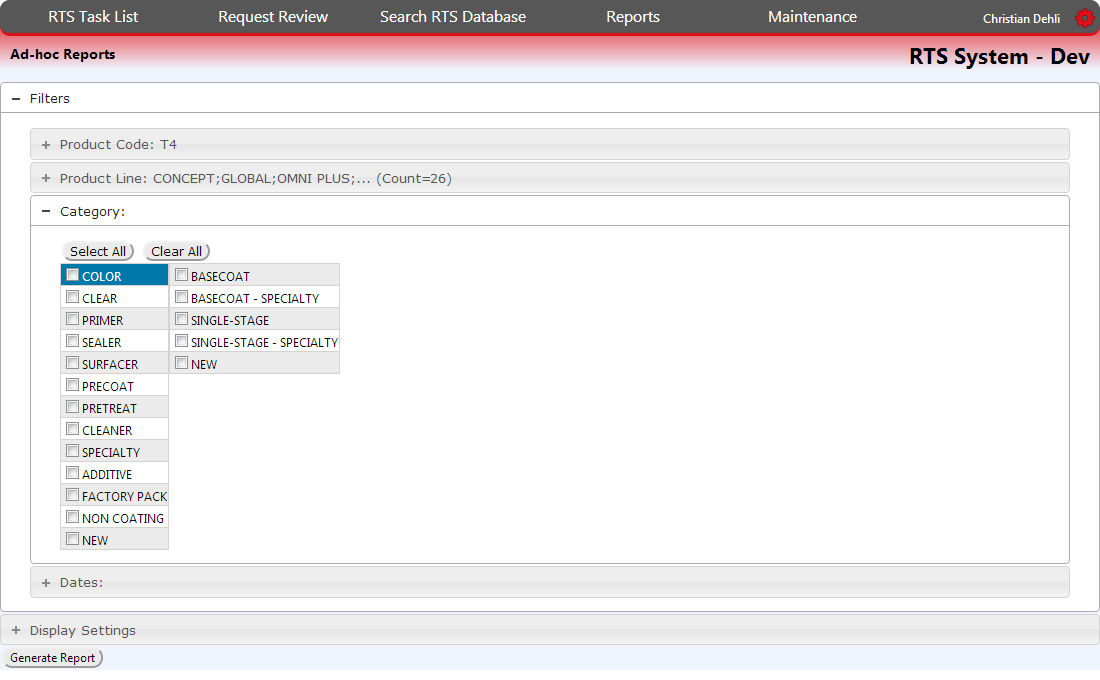 RTS Task List Request Review Search RTS Database Reports Maintenance Christian Dehli
Ad-hoc Reports RTS System - Dev
− Filters
+ Product Code: T4
+ Product Line: CONCEPT;GLOBAL;OMNI PLUS;... (Count=26)
− Category:
Select All Clear All
COLOR BASECOAT
CLEAR BASECOAT - SPECIALTY
PRIMER SINGLE-STAGE
SEALER SINGLE-STAGE - SPECIALTY
SURFACER NEW
PRECOAT
PRETREAT
CLEANER
SPECIALTY
ADDITIVE
FACTORY PACK
NON COATING
NEW
+ Dates:
+ Display Settings
Generate Report